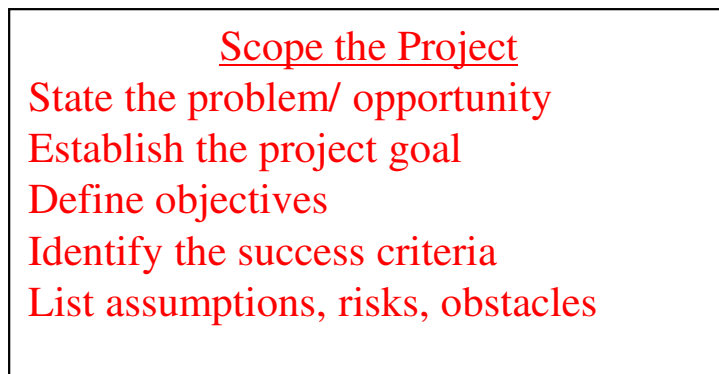 Scope the Project
State the problem/ opportunity
Establish the project goal
Define objectives
Identify the success criteria
List assumptions, risks, obstacles